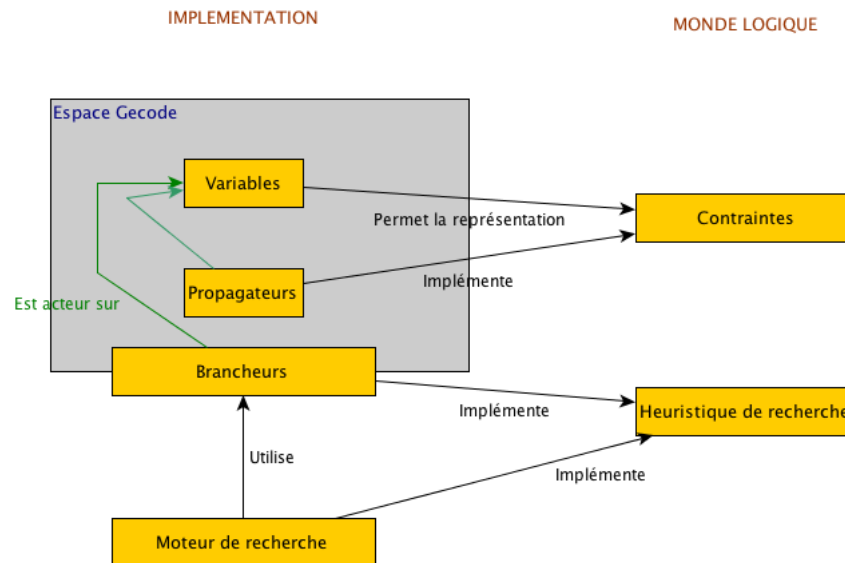 IMPLEMENTATION
MONDE LOGIQUE
Espace Gecode
Variables
Permet la représentation
Contraintes
Propagateurs
Implémente
Est acteur sur
Brancheurs
Implémente
Heuristique de recherche
Utilise
Implémente
Moteur de recherche